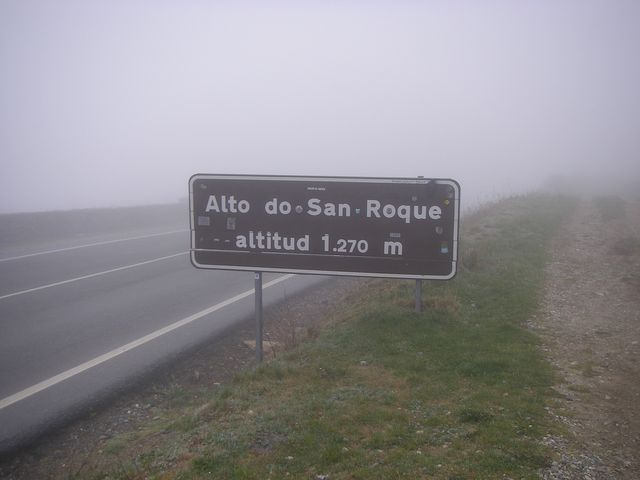 Alto do San Roque
altitud 1.270 m